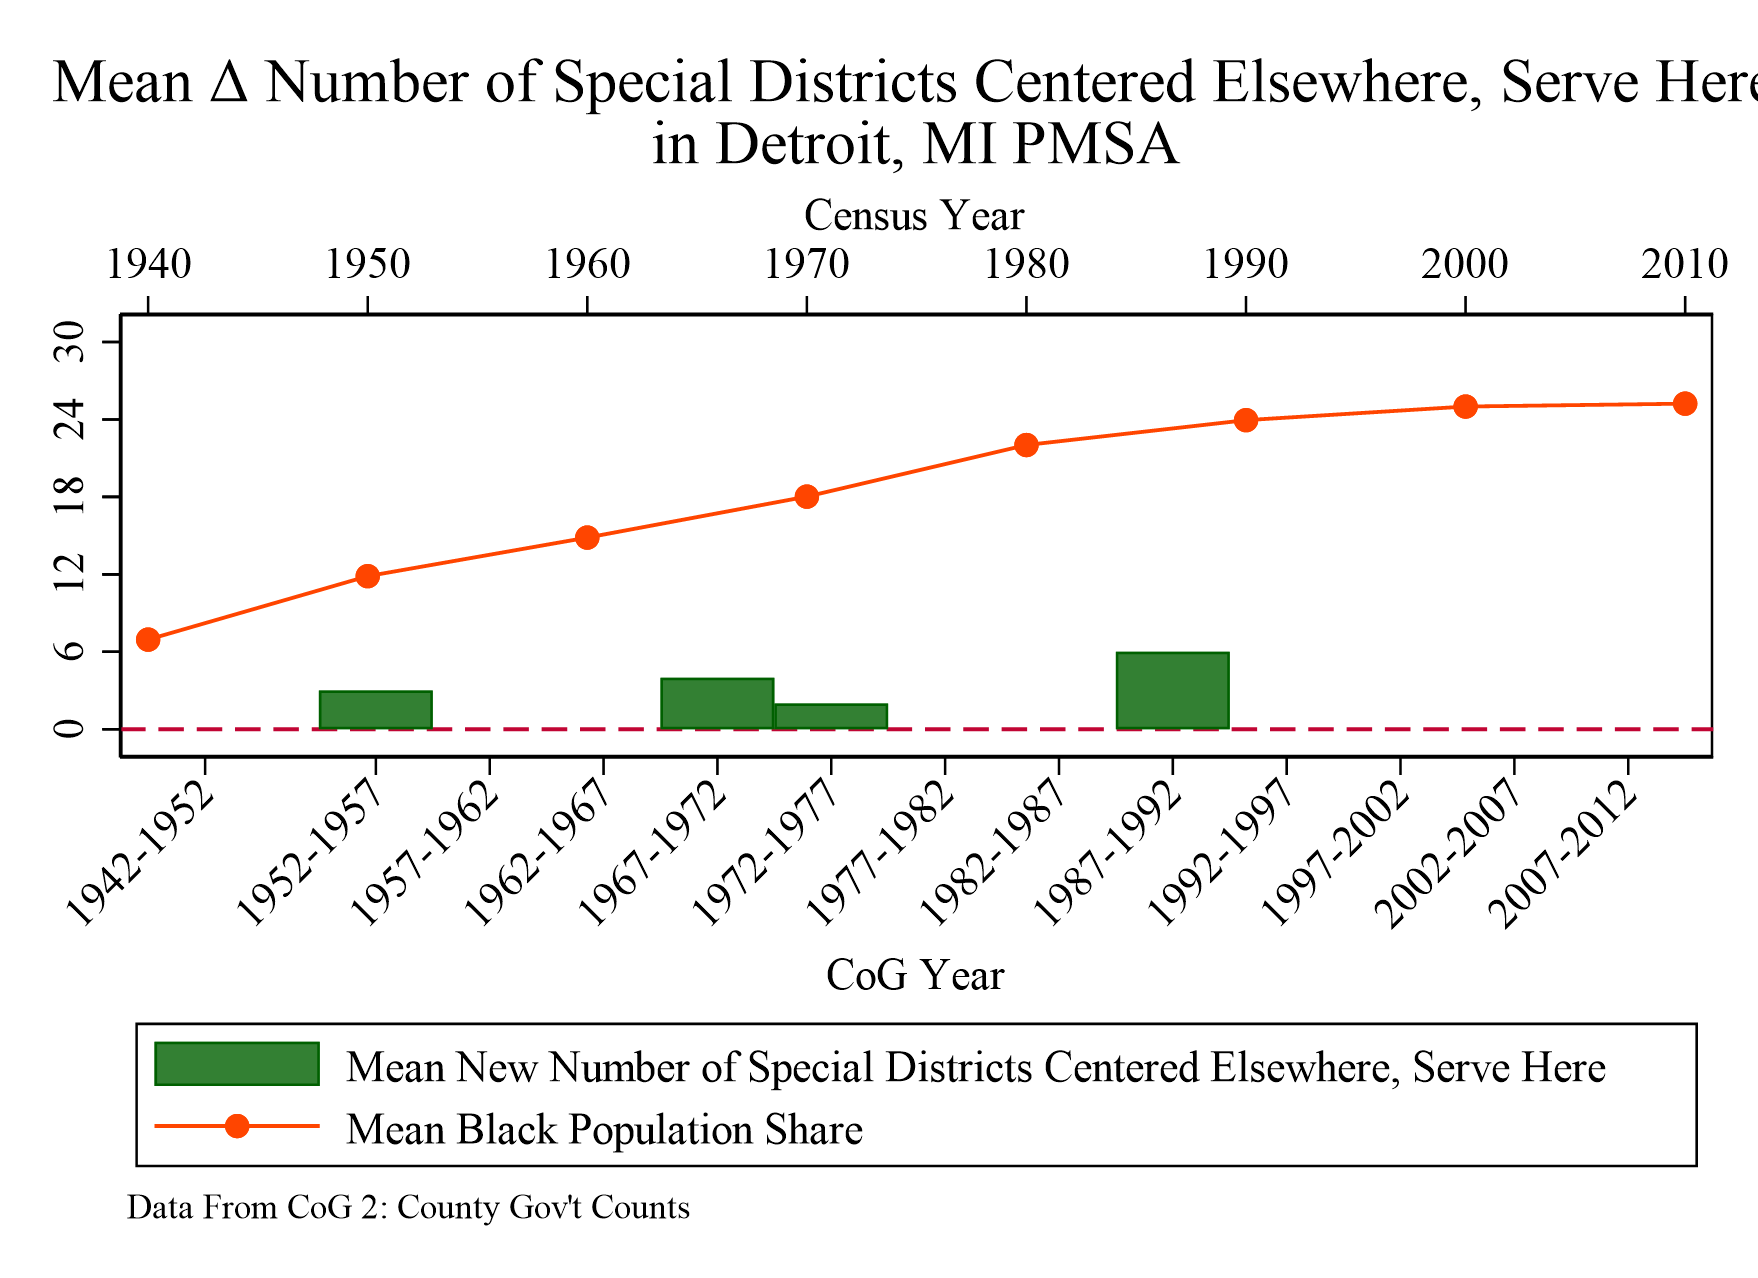 Mean Δ Number of Special Districts Centered Elsewhere, Serve Here
in Detroit, MI PMSA
Census Year
1940 1950 1960 1970 1980 1990 2000 2010
30
24
18
12
6
0
1942-1952 1952-1957 1957-1962 1962-1967 1967-1972 1972-1977 1977-1982 1982-1987 1987-1992 1992-1997 1997-2002 2002-2007 2007-2012
CoG Year
Mean New Number of Special Districts Centered Elsewhere, Serve Here
Mean Black Population Share
Data From CoG 2: County Gov't Counts